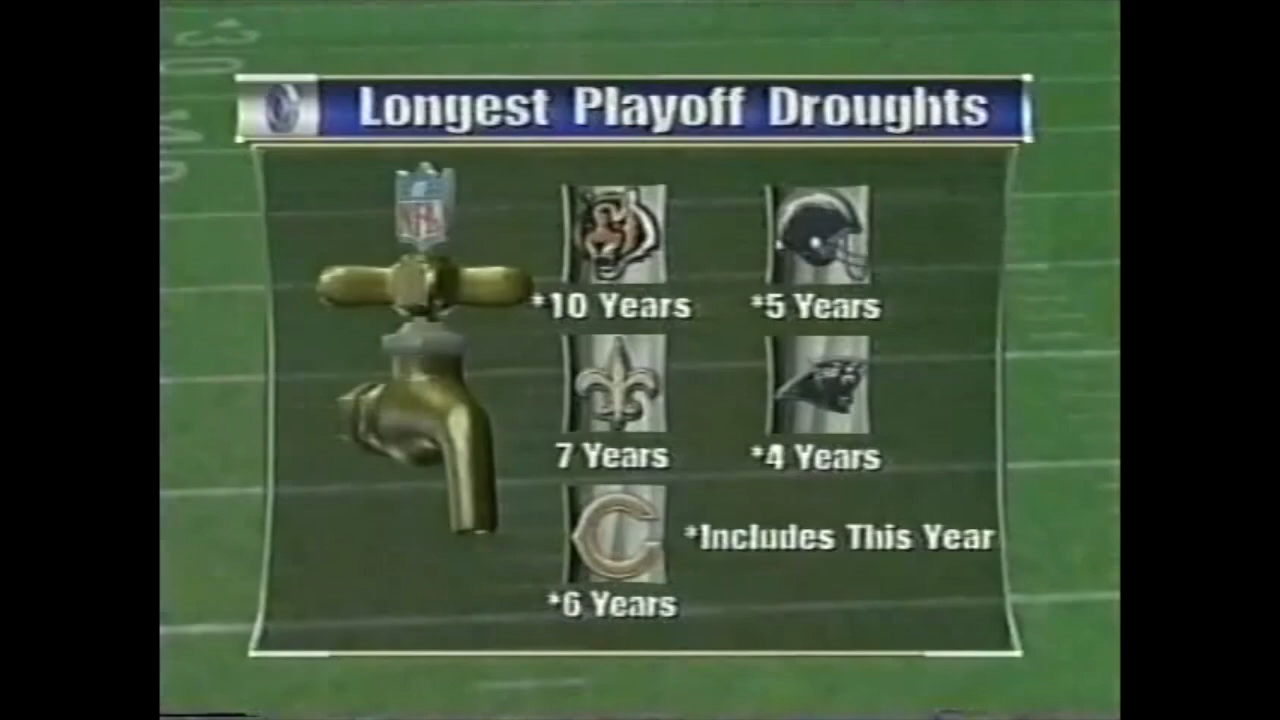 Longest Playoff Droughts
NFL
*10 Years
*5 Years
7 Years
*4 Years
*6 Years
*Includes This Year